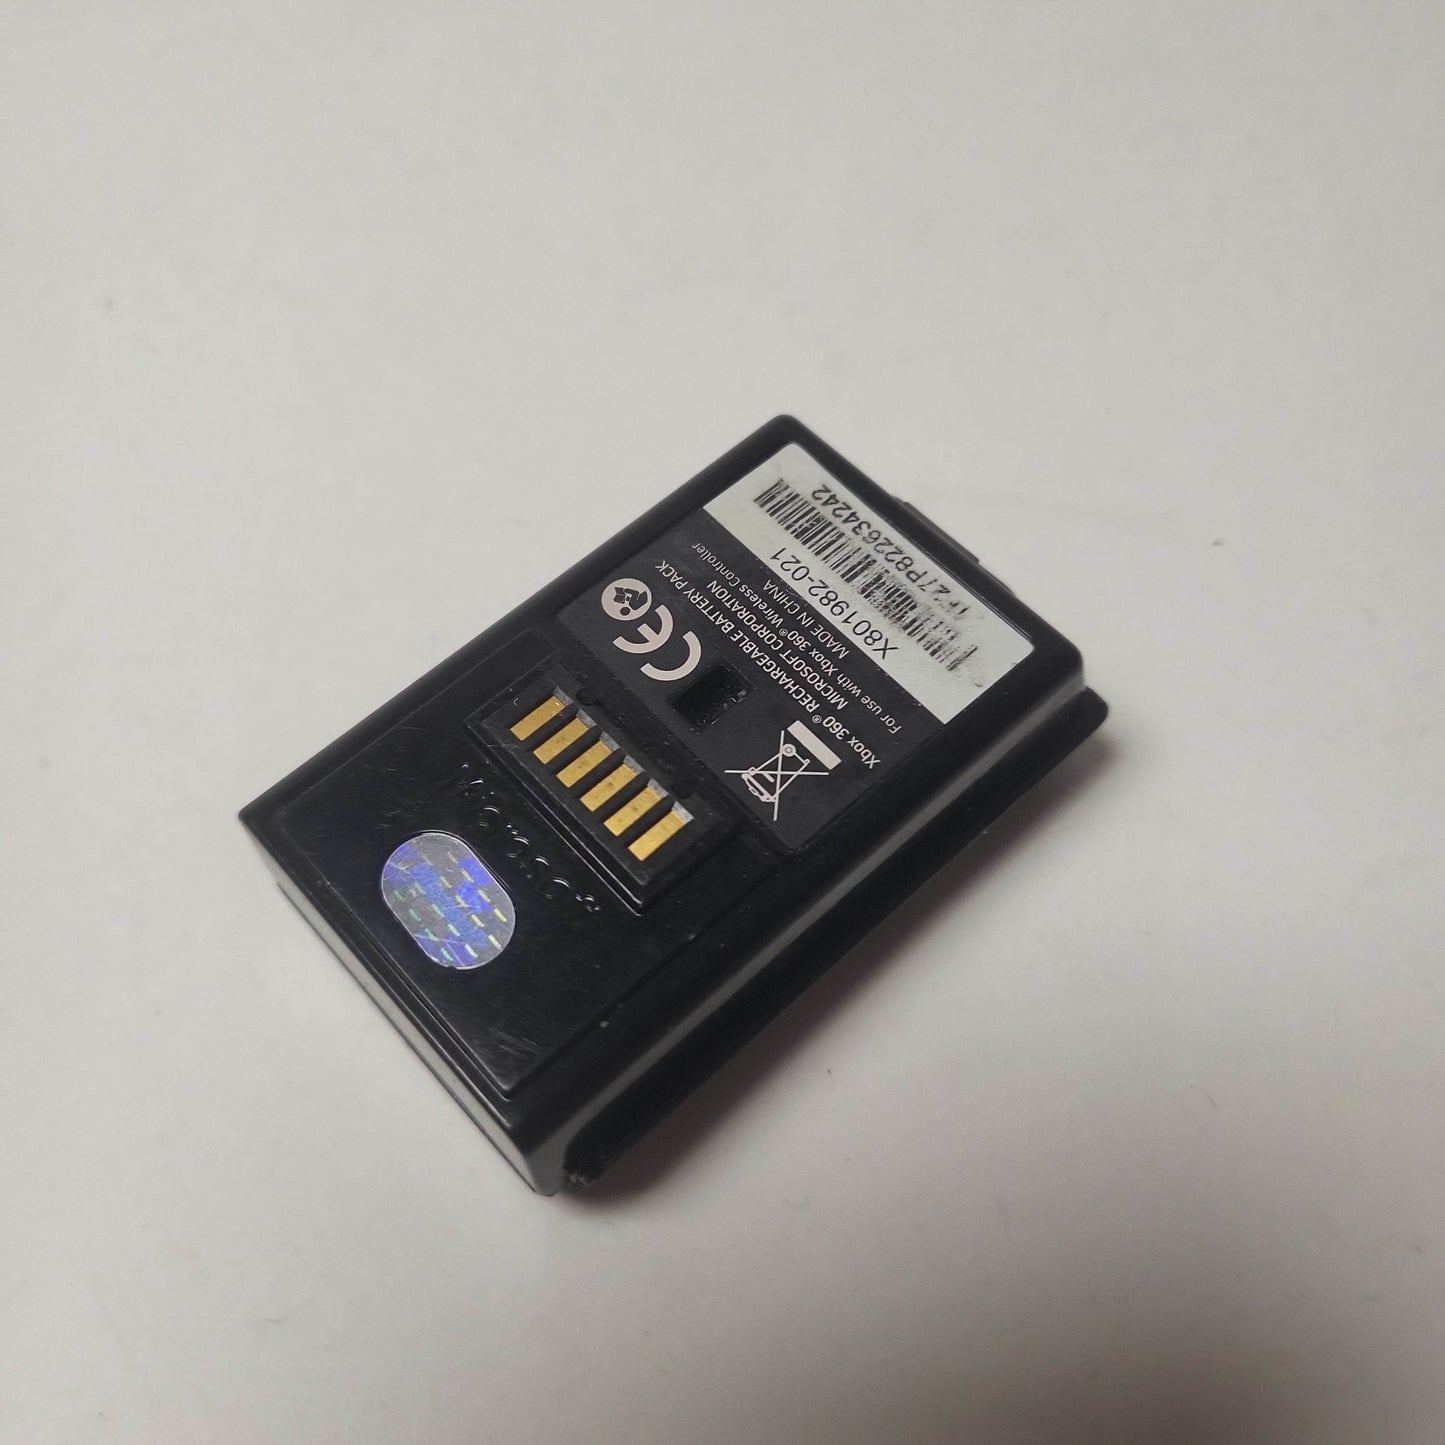 Xbox 360® RECHARGEABLE BATTERY PACK
MICROSOFT CORPORATION
For use with Xbox 360® Wireless Controller
MADE IN CHINA
X801982-021
CE
Microsoft